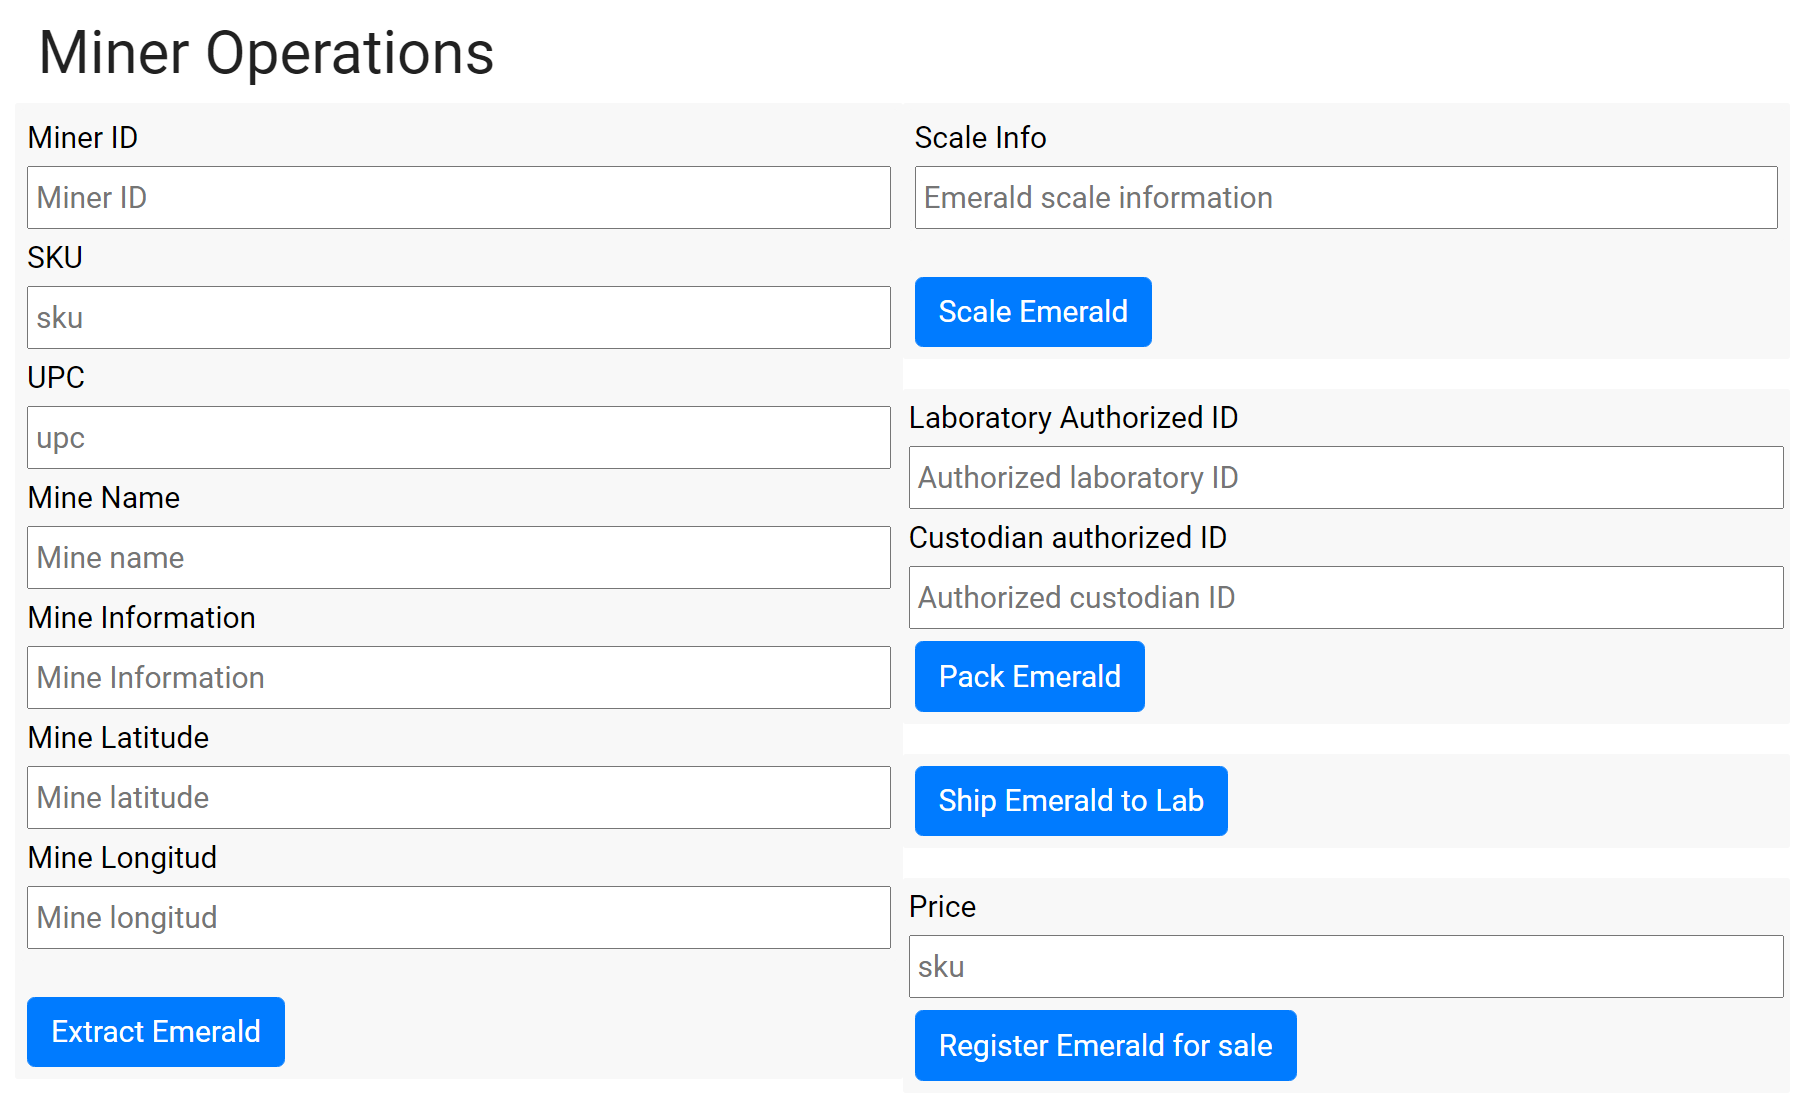 Miner Operations
Miner ID
Miner ID
SKU
sku
UPC
upc
Mine Name
Mine name
Mine Information
Mine Information
Mine Latitude
Mine latitude
Mine Longitud
Mine longitud
Extract Emerald
Scale Info
Emerald scale information
Scale Emerald
Laboratory Authorized ID
Authorized laboratory ID
Custodian authorized ID
Authorized custodian ID
Pack Emerald
Ship Emerald to Lab
Price
sku
Register Emerald for sale